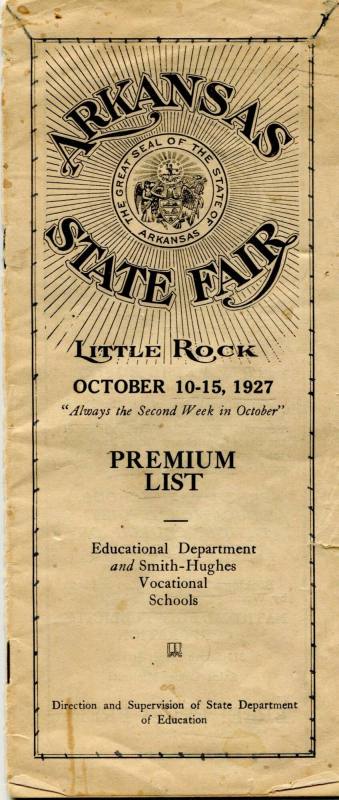 ARKANSAS
THE GREAT SEAL OF THE STATE OF
ARKANSAS
STATE FAIR
LITTLE ROCK
OCTOBER 10-15, 1927
"Always the Second Week in October"
PREMIUM
LIST
Educational Department
and Smith-Hughes
Vocational
Schools
Direction and Supervision of State Department
of Education